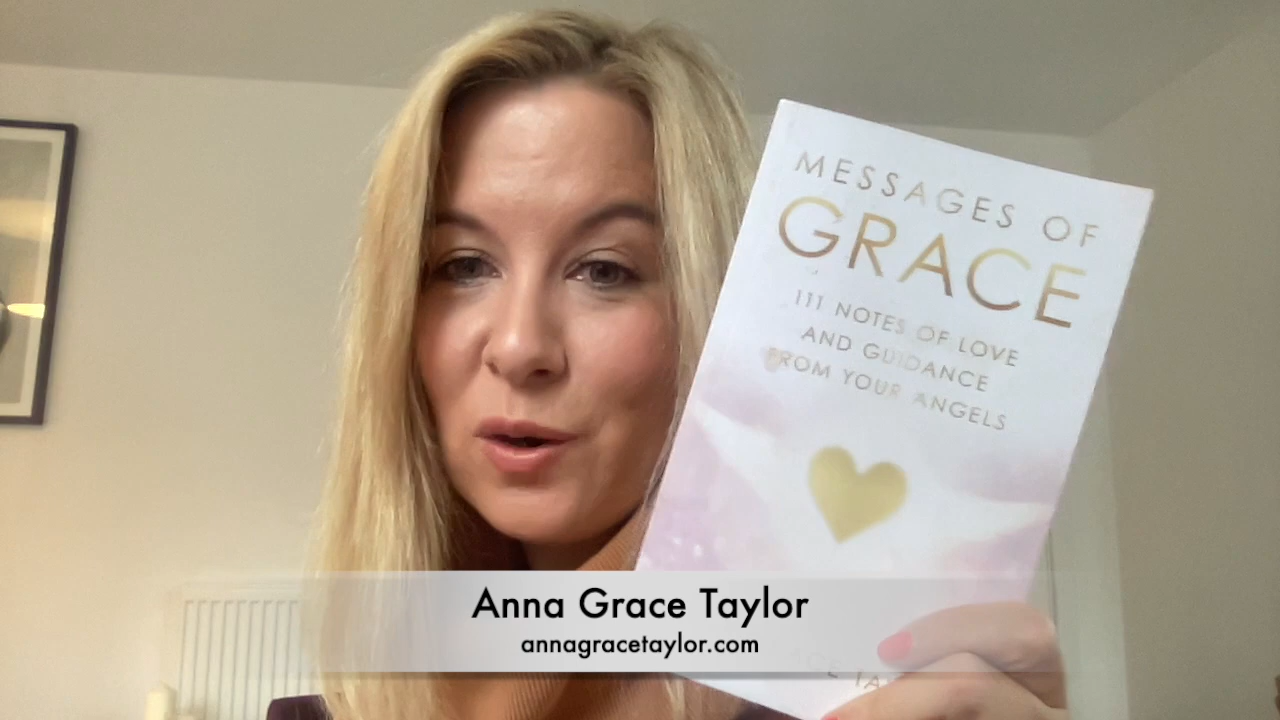 MESSAGES OF
GRACE
111 NOTES OF LOVE
AND GUIDANCE
FROM YOUR ANGELS
Anna Grace Taylor
annagracetaylor.com